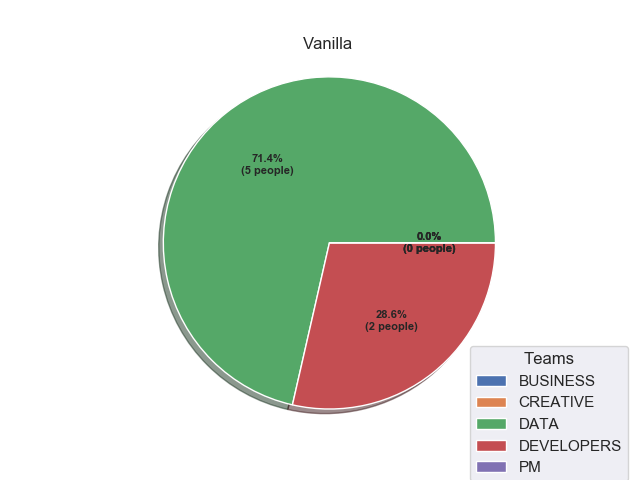 Vanilla
71.4%
(5 people)
0.0%
(0 people)
28.6%
(2 people)
Teams
BUSINESS
CREATIVE
DATA
DEVELOPERS
PM